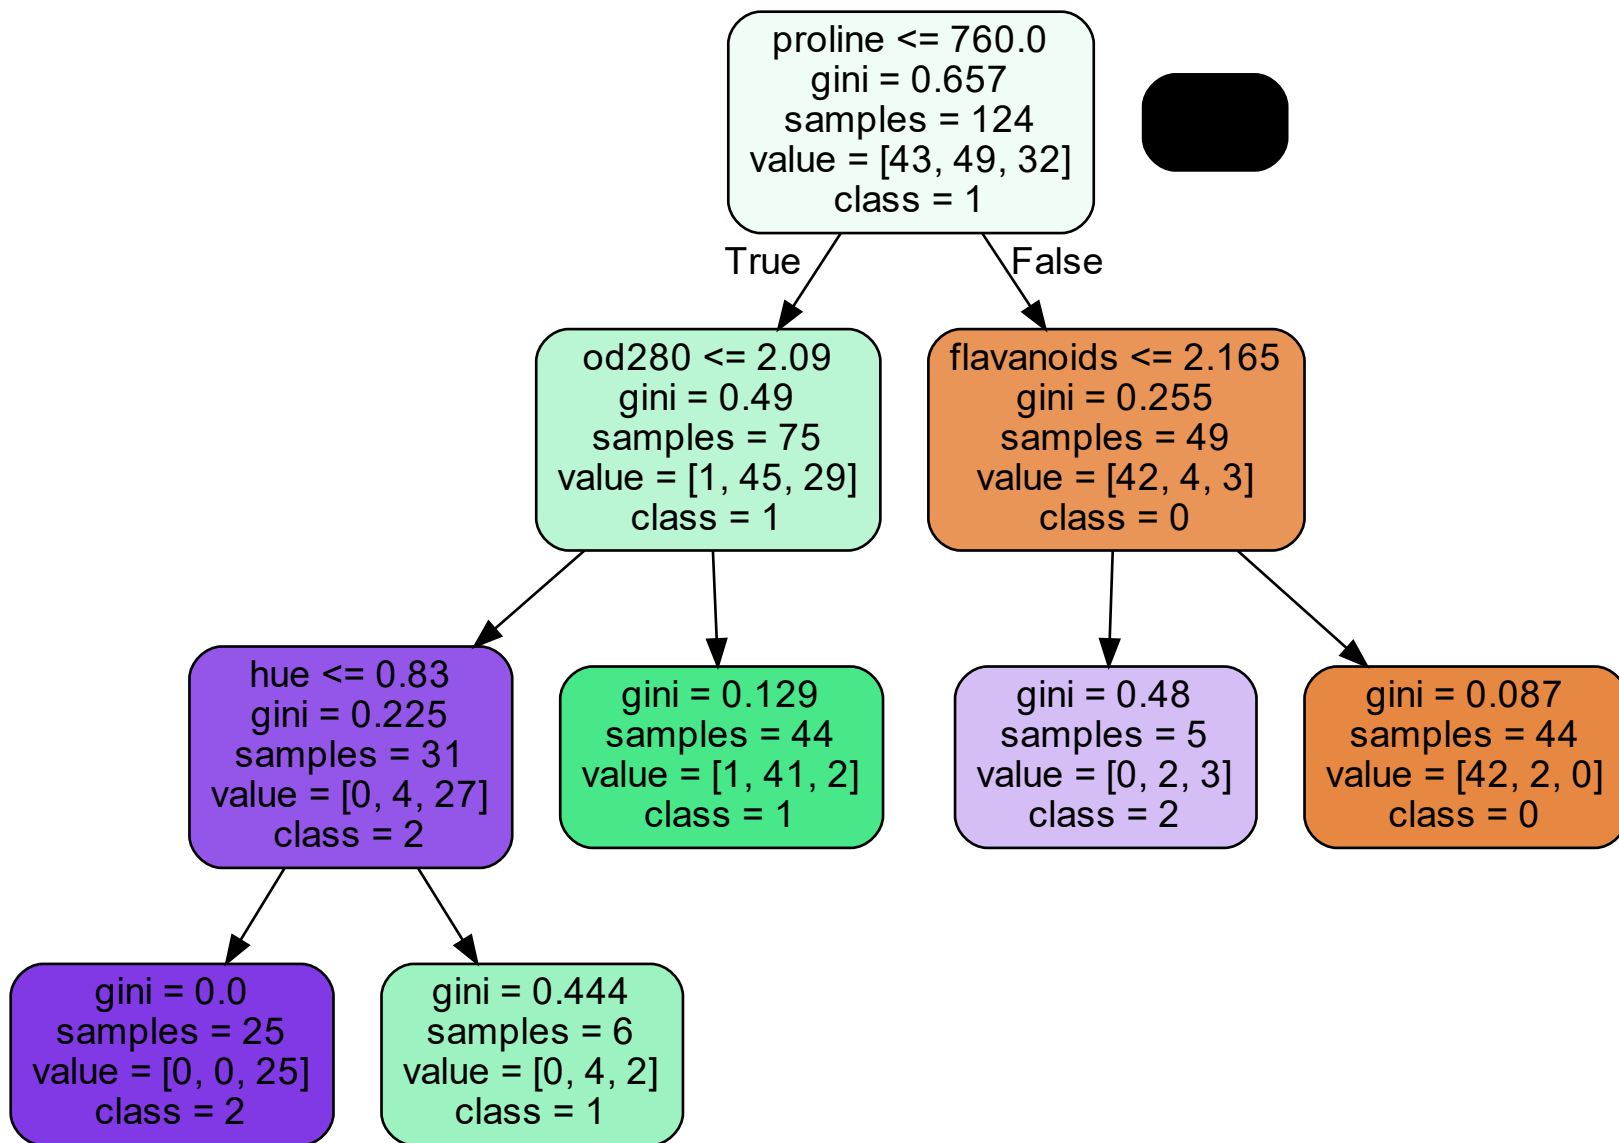 proline <= 760.0
gini = 0.657
samples = 124
value = [43, 49, 32]
class = 1
True
False
od280 <= 2.09
gini = 0.49
samples = 75
value = [1, 45, 29]
class = 1
flavanoids <= 2.165
gini = 0.255
samples = 49
value = [42, 4, 3]
class = 0
hue <= 0.83
gini = 0.225
samples = 31
value = [0, 4, 27]
class = 2
gini = 0.129
samples = 44
value = [1, 41, 2]
class = 1
gini = 0.48
samples = 5
value = [0, 2, 3]
class = 2
gini = 0.087
samples = 44
value = [42, 2, 0]
class = 0
gini = 0.0
samples = 25
value = [0, 0, 25]
class = 2
gini = 0.444
samples = 6
value = [0, 4, 2]
class = 1